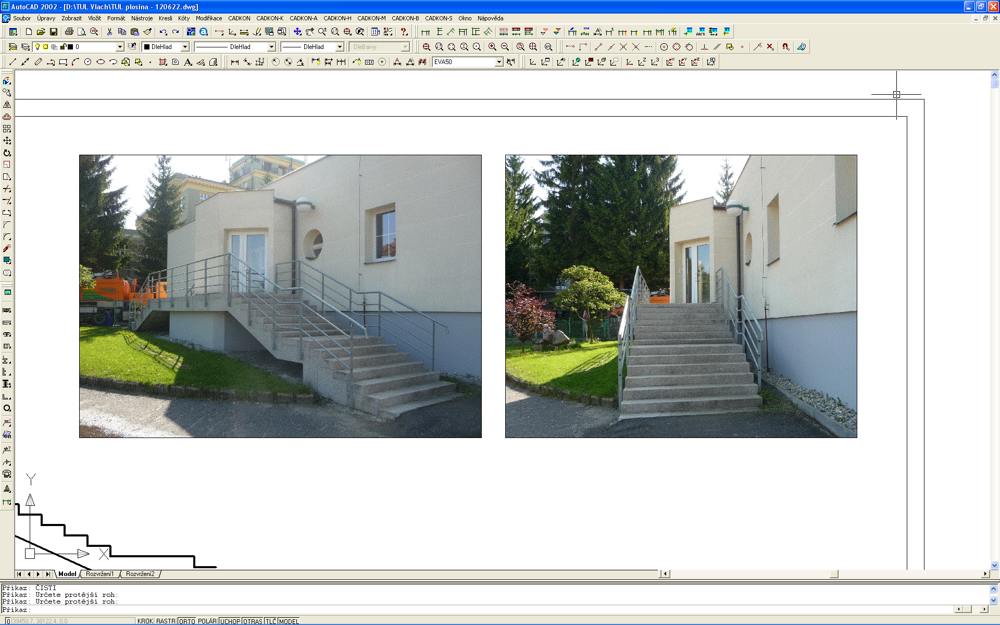 AutoCAD 2002 - [D:\TUL Vlach\TUL plosina - 120622.dwg]
Soubor Úpravy Zobrazit Vložit Formát Nástroje Kresli Kóty Modifikace CADKON CADKON-K CADKON-A CADKON-H CADKON-M CADKON-B CADKON-S Okno Nápověda
0 DleHlad DleHlad DleHlad DleBarvy
EVA50
Y
X
Model Rozvržení1 Rozvržení2
Příkaz: ČISTI
Příkaz: Určete protější roh:
Příkaz: Určete protější roh:
Příkaz:
39450.7, 38122.4, 0.0 KROK RASTR ORTO POLÁR UCHOP OTRAS TLČ MODEL